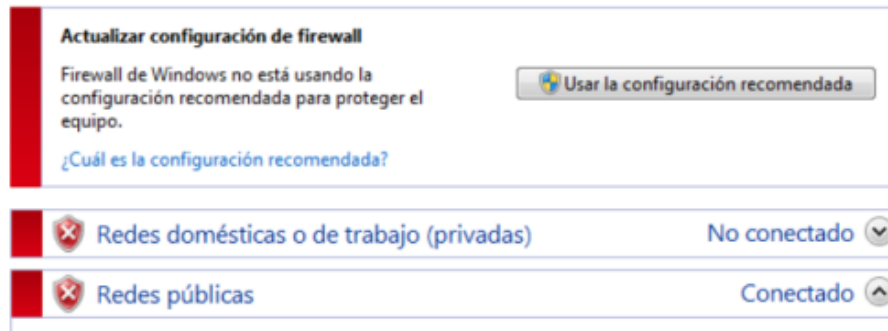 Actualizar configuración de firewall
Firewall de Windows no está usando la
configuración recomendada para proteger el
equipo.
Usar la configuración recomendada
¿Cuál es la configuración recomendada?
Redes domésticas o de trabajo (privadas) No conectado
Redes públicas Conectado